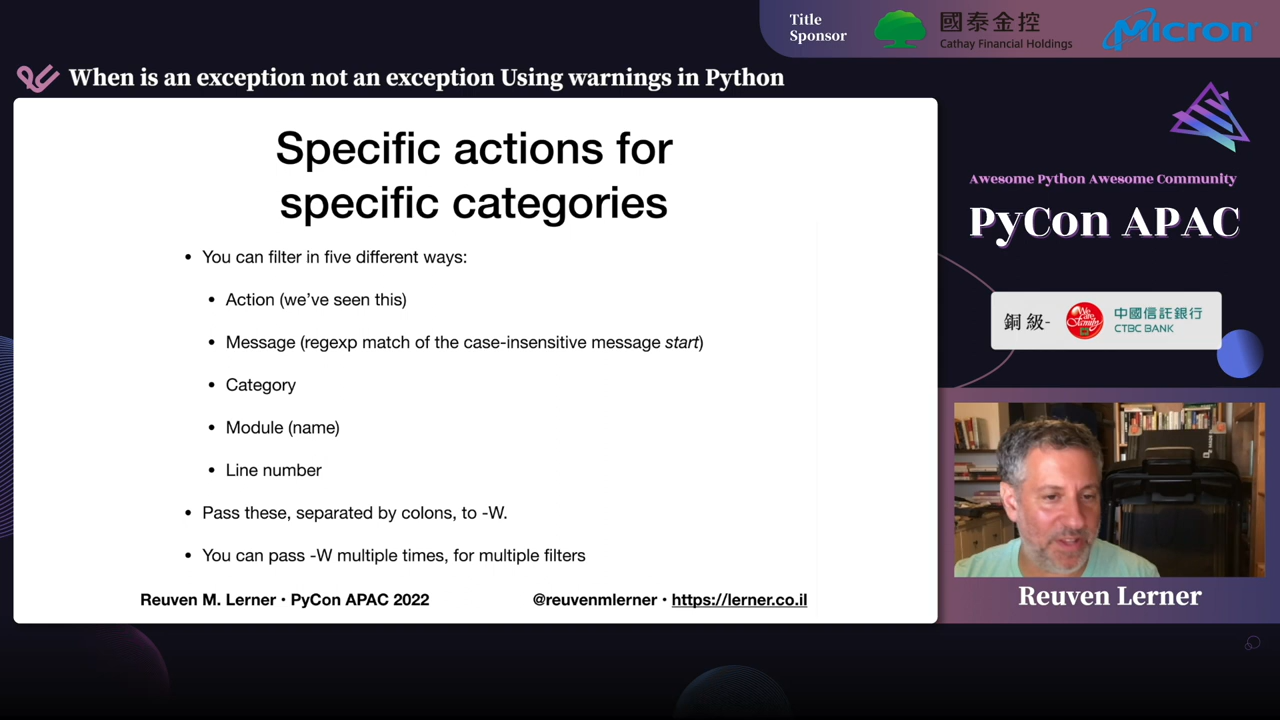 Title
Sponsor
國泰金控
Cathay Financial Holdings
Micron
When is an exception not an exception Using warnings in Python
Specific actions for
specific categories
• You can filter in five different ways:
• Action (we've seen this)
• Message (regexp match of the case-insensitive message start)
• Category
• Module (name)
• Line number
• Pass these, separated by colons, to -W.
• You can pass -W multiple times, for multiple filters
Reuven M. Lerner • PyCon APAC 2022
@reuvenmlerner • https://lerner.co.il
Awesome Python Awesome Community
PyCon APAC
銅級-
We are Family
中國信託銀行
CTBC BANK
Reuven Lerner